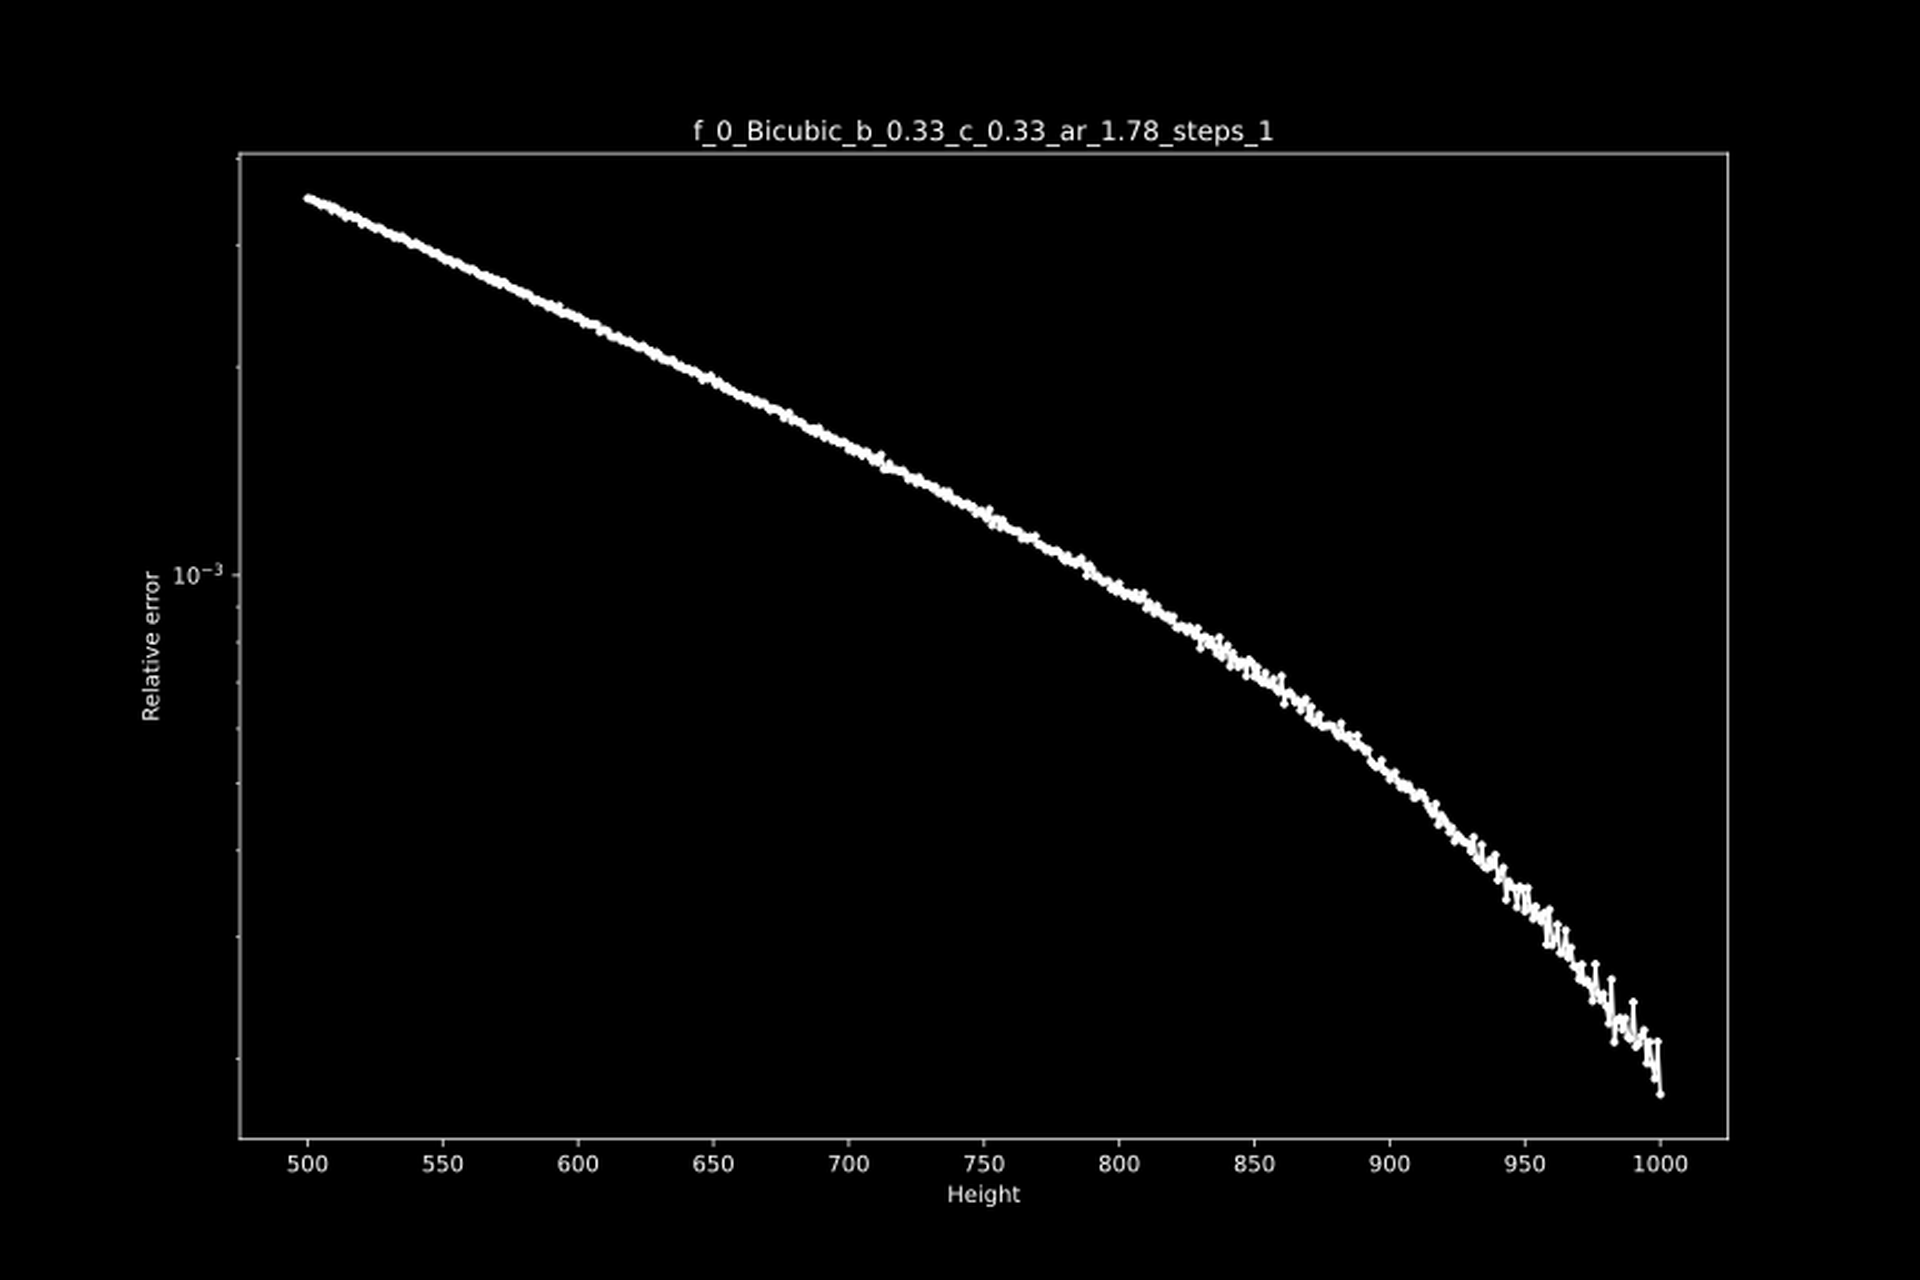 f_0_Bicubic_b_0.33_c_0.33_ar_1.78_steps_1
Relative error
10⁻³
500 550 600 650 700 750 800 850 900 950 1000
Height